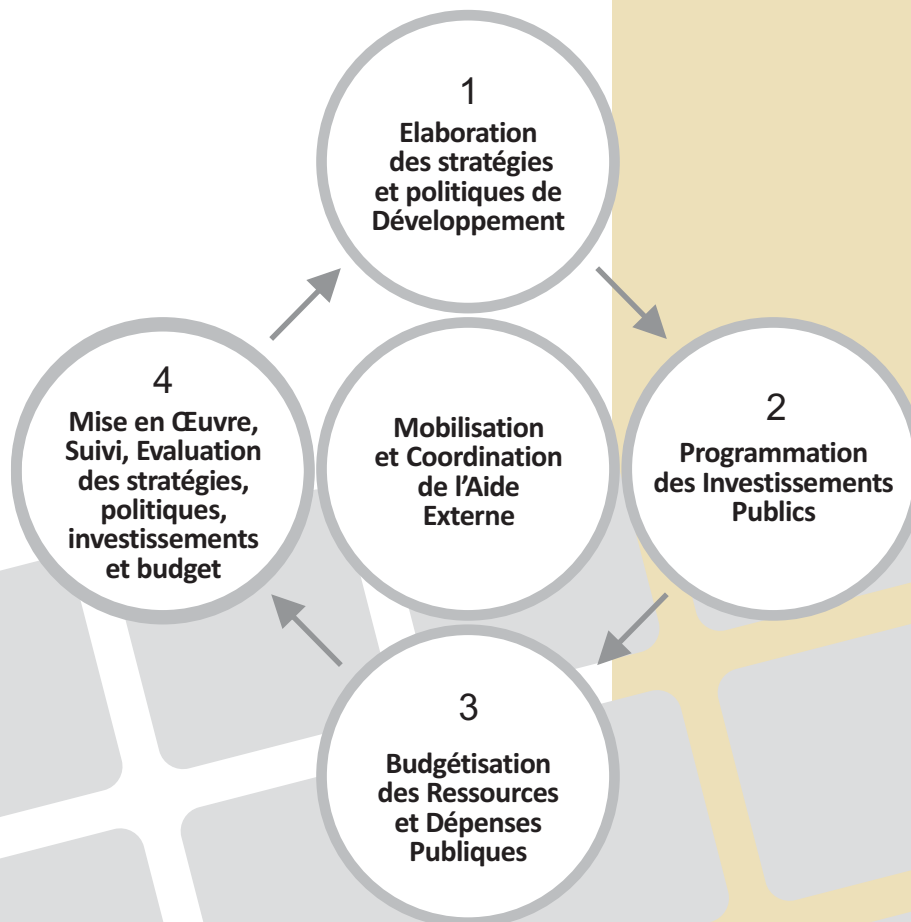 1
Elaboration
des stratégies
et politiques de
Développement
4
Mise en Œuvre,
Suivi, Evaluation
des stratégies,
politiques,
investissements
et budget
Mobilisation
et Coordination
de l'Aide
Externe
2
Programmation
des Investissements
Publics
3
Budgétisation
des Ressources
et Dépenses
Publiques